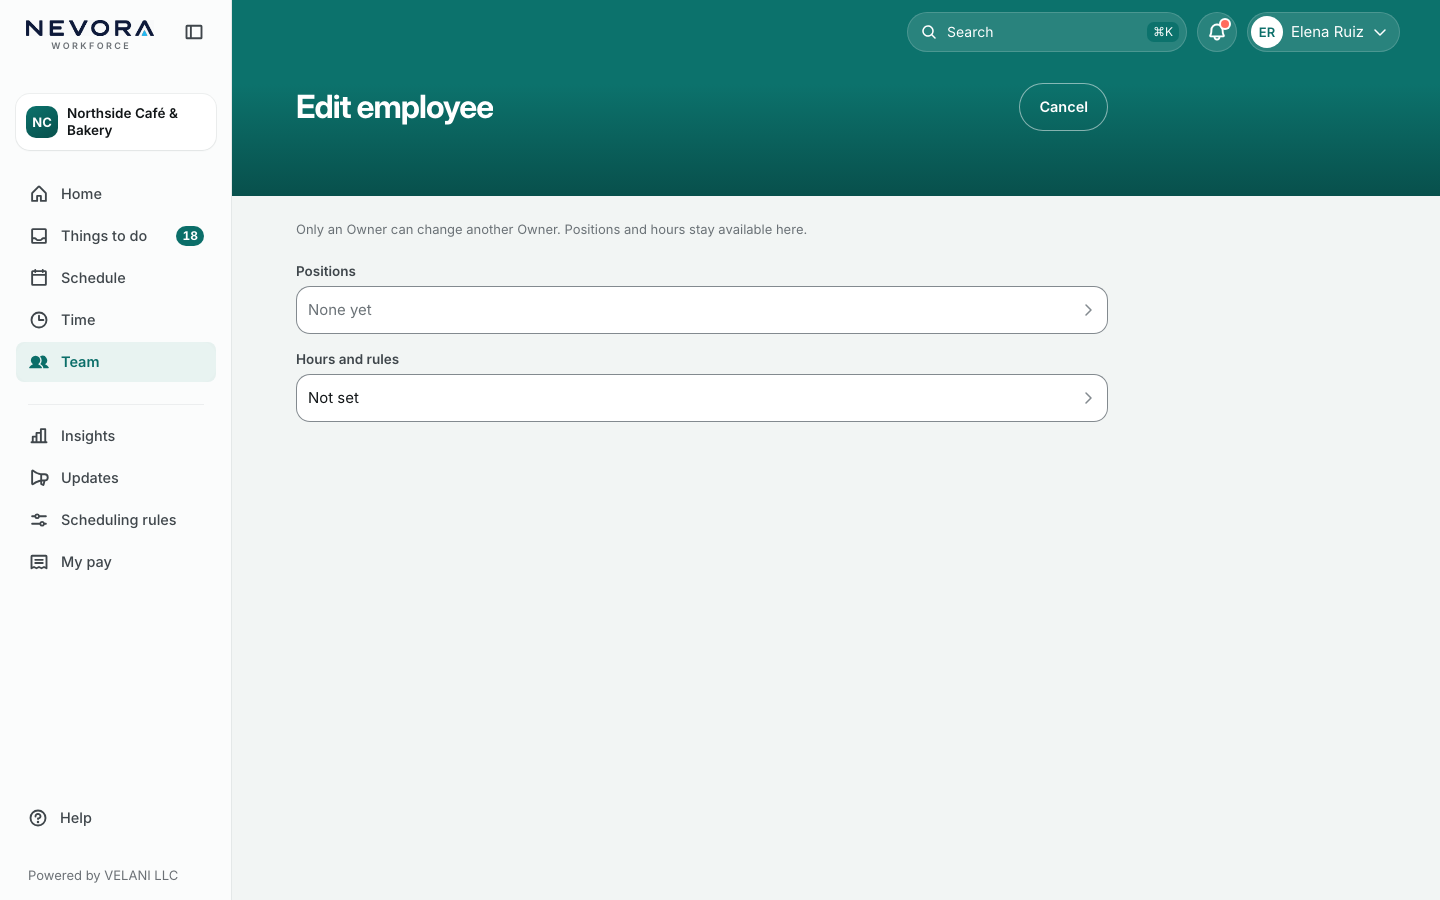 NEVORA
WORKFORCE
Search
⌘K
ER
Elena Ruiz
Edit employee
Cancel
NC
Northside Café &
Bakery
Home
Things to do
18
Schedule
Time
Team
Insights
Updates
Scheduling rules
My pay
Help
Powered by VELANI LLC
Only an Owner can change another Owner. Positions and hours stay available here.
Positions
None yet
Hours and rules
Not set